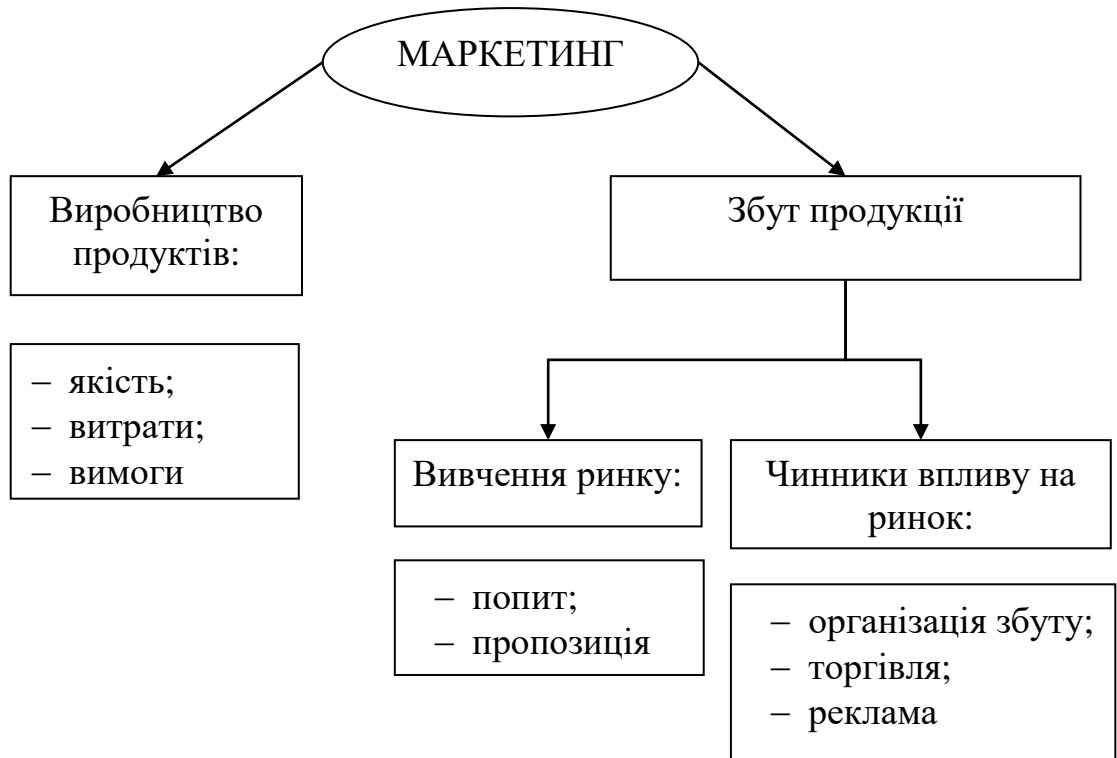 МАРКЕТИНГ
Виробництво
продуктів:
– якість;
– витрати;
– вимоги
Збут продукції
Вивчення ринку:
– попит;
– пропозиція
Чинники впливу на
ринок:
– організація збуту;
– торгівля;
– реклама